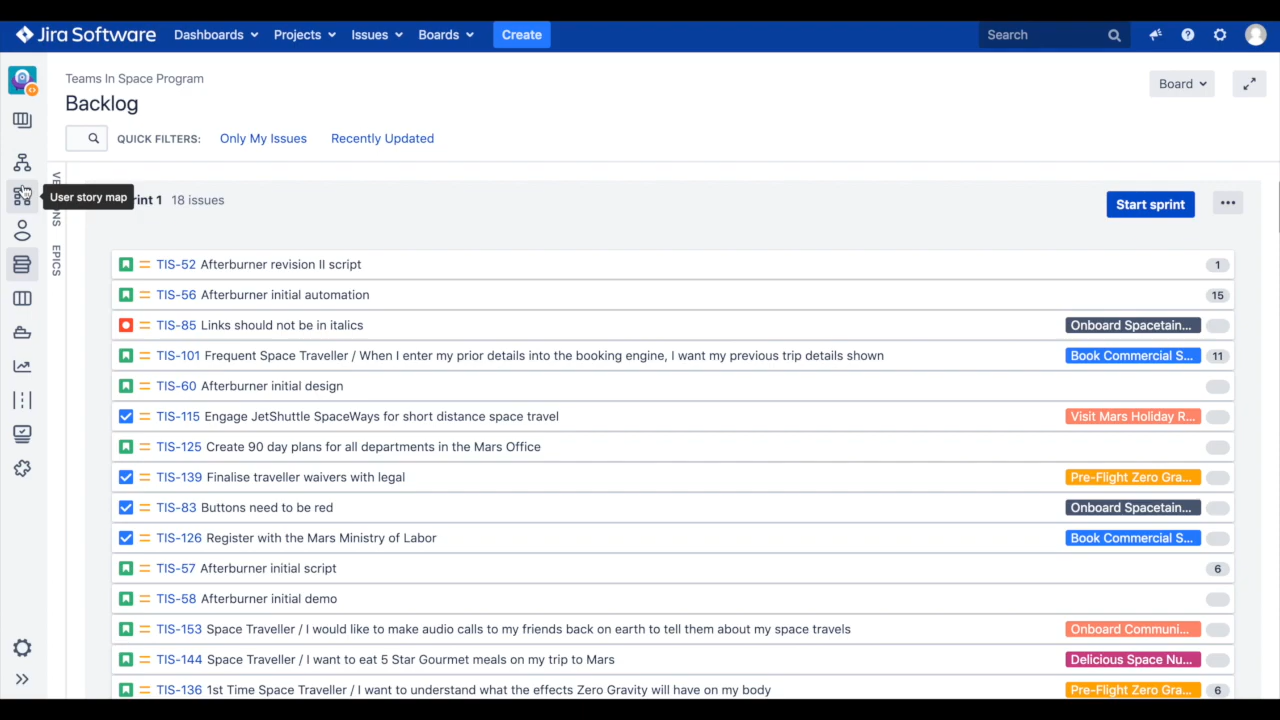 Jira Software Dashboards Projects Issues Boards Create Search
Teams In Space Program
Backlog
Board
QUICK FILTERS: Only My Issues Recently Updated
User story map
18 issues
Start sprint
EPICS
TIS-52 Afterburner revision II script 1
TIS-56 Afterburner initial automation 15
TIS-85 Links should not be in italics Onboard Spacetain...
TIS-101 Frequent Space Traveller / When I enter my prior details into the booking engine, I want my previous trip details shown Book Commercial S... 11
TIS-60 Afterburner initial design
TIS-115 Engage JetShuttle SpaceWays for short distance space travel Visit Mars Holiday R...
TIS-125 Create 90 day plans for all departments in the Mars Office
TIS-139 Finalise traveller waivers with legal Pre-Flight Zero Gra...
TIS-83 Buttons need to be red Onboard Spacetain...
TIS-126 Register with the Mars Ministry of Labor Book Commercial S...
TIS-57 Afterburner initial script 6
TIS-58 Afterburner initial demo
TIS-153 Space Traveller / I would like to make audio calls to my friends back on earth to tell them about my space travels Onboard Communi...
TIS-144 Space Traveller / I want to eat 5 Star Gourmet meals on my trip to Mars Delicious Space Nu...
TIS-136 1st Time Space Traveller / I want to understand what the effects Zero Gravity will have on my body Pre-Flight Zero Gra... 6